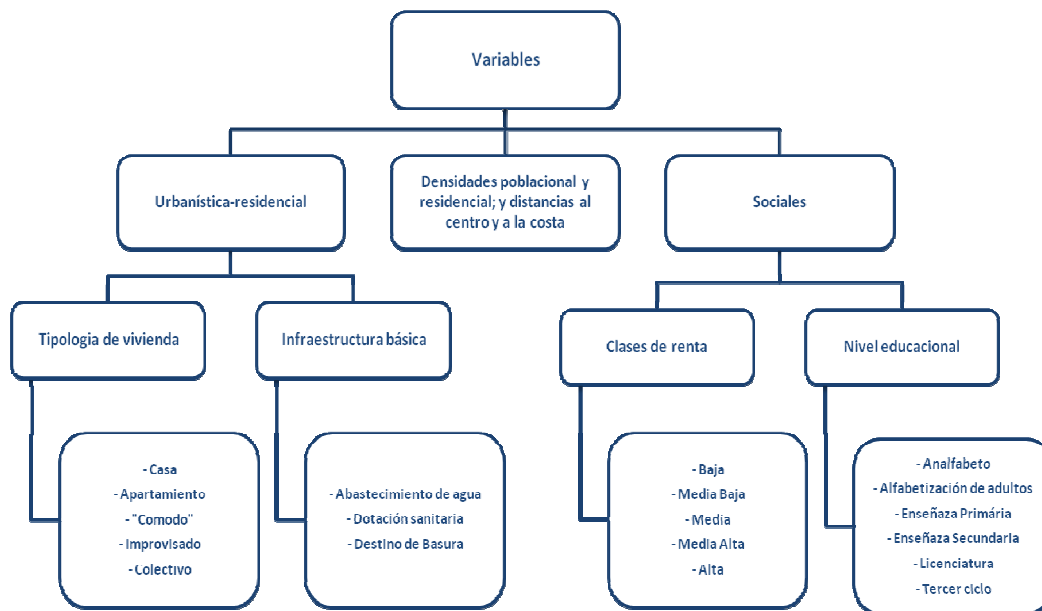 Variables
Urbanística-residencial
Densidades poblacional y
residencial; y distancias al
centro y a la costa
Sociales
Tipologia de vivienda
Infraestructura básica
Clases de renta
Nivel educacional
- Casa
- Apartamiento
- "Comodo"
- Improvisado
- Colectivo
- Abastecimiento de agua
- Dotación sanitaria
- Destino de Basura
- Baja
- Media Baja
- Media
- Media Alta
- Alta
- Analfabeto
- Alfabetización de adultos
- Enseñaza Primária
- Enseñaza Secundaria
- Licenciatura
- Tercer ciclo